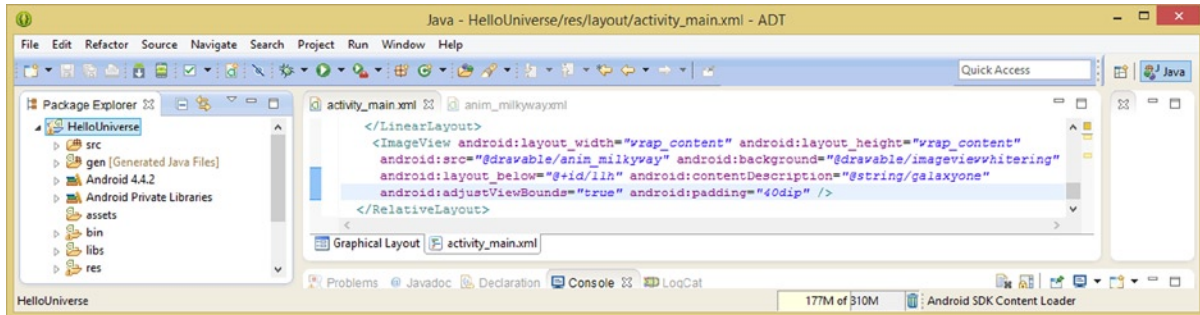 Java - HelloUniverse/res/layout/activity_main.xml - ADT
File Edit Refactor Source Navigate Search Project Run Window Help
Quick Access
Java
Package Explorer
HelloUniverse
src
gen [Generated Java Files]
Android 4.4.2
Android Private Libraries
assets
bin
libs
res
activity_main.xml anim_milkyway.xml
</LinearLayout>
<ImageView android:layout_width="wrap_content" android:layout_height="wrap_content"
android:src="@drawable/anim_milkyway" android:background="@drawable/imageviewwhitering"
android:layout_below="@+id/llh" android:contentDescription="@string/galaxyone"
android:adjustViewBounds="true" android:padding="40dip" />
</RelativeLayout>
Graphical Layout activity_main.xml
Problems @ Javadoc Declaration Console LogCat
HelloUniverse
177M of 310M
Android SDK Content Loader